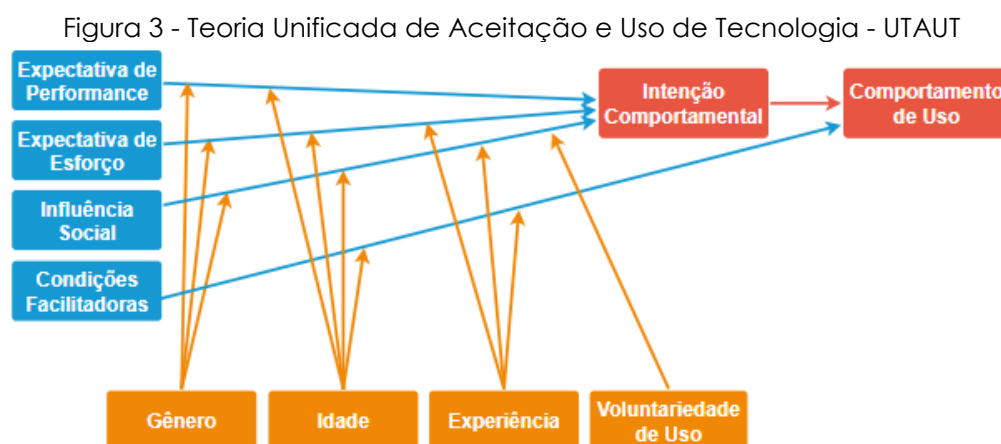 Figura 3 - Teoria Unificada de Aceitação e Uso de Tecnologia - UTAUT
Expectativa de
Performance
Expectativa de
Esforço
Influência
Social
Condições
Facilitadoras
Intenção
Comportamental
Comportamento
de Uso
Gênero
Idade
Experiência
Voluntariedade
de Uso